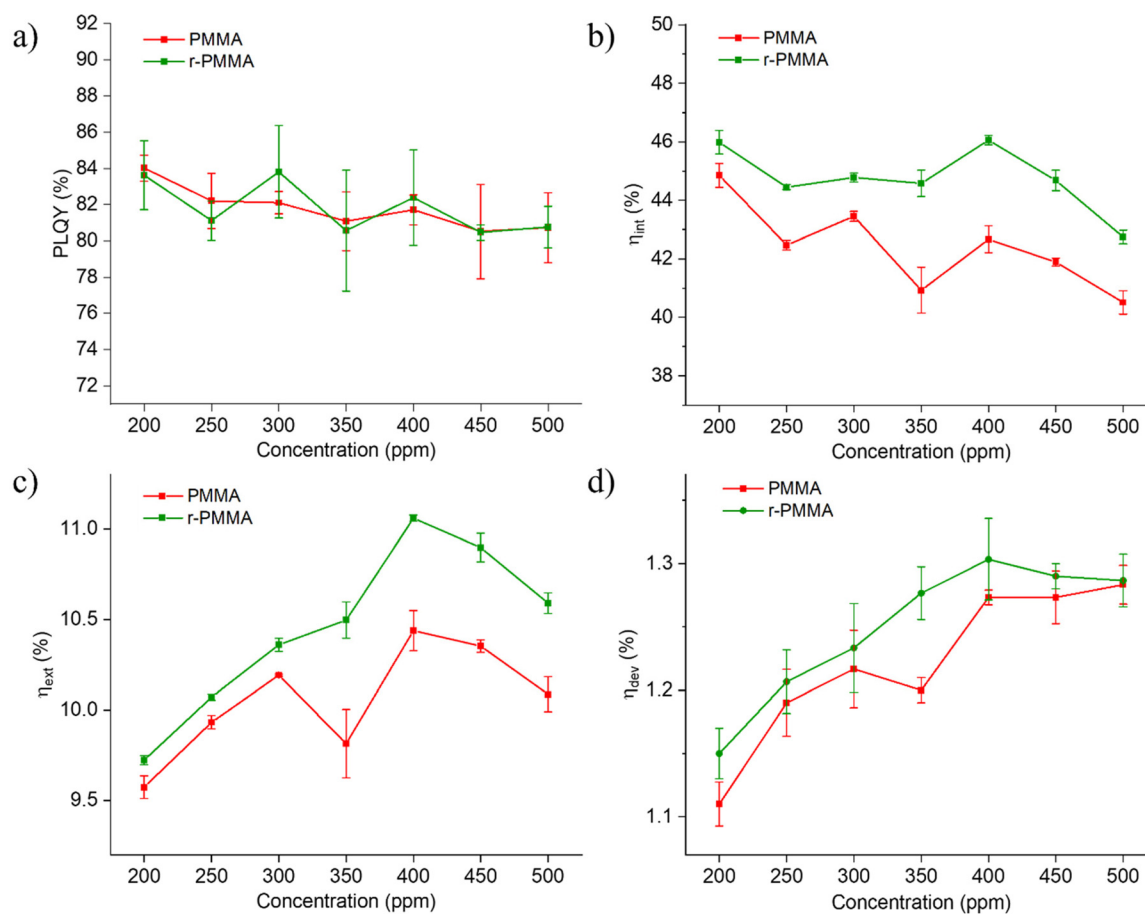 a)
PMMA
r-PMMA
92
90
88
86
84
82
80
78
76
74
72
PLQY (%)
200 250 300 350 400 450 500
Concentration (ppm)
b)
PMMA
r-PMMA
50
48
46
44
42
40
38
ηint (%)
200 250 300 350 400 450 500
Concentration (ppm)
c)
PMMA
r-PMMA
11.0
10.5
10.0
9.5
ηext (%)
200 250 300 350 400 450 500
Concentration (ppm)
d)
PMMA
r-PMMA
1.3
1.2
1.1
ηdev (%)
200 250 300 350 400 450 500
Concentration (ppm)